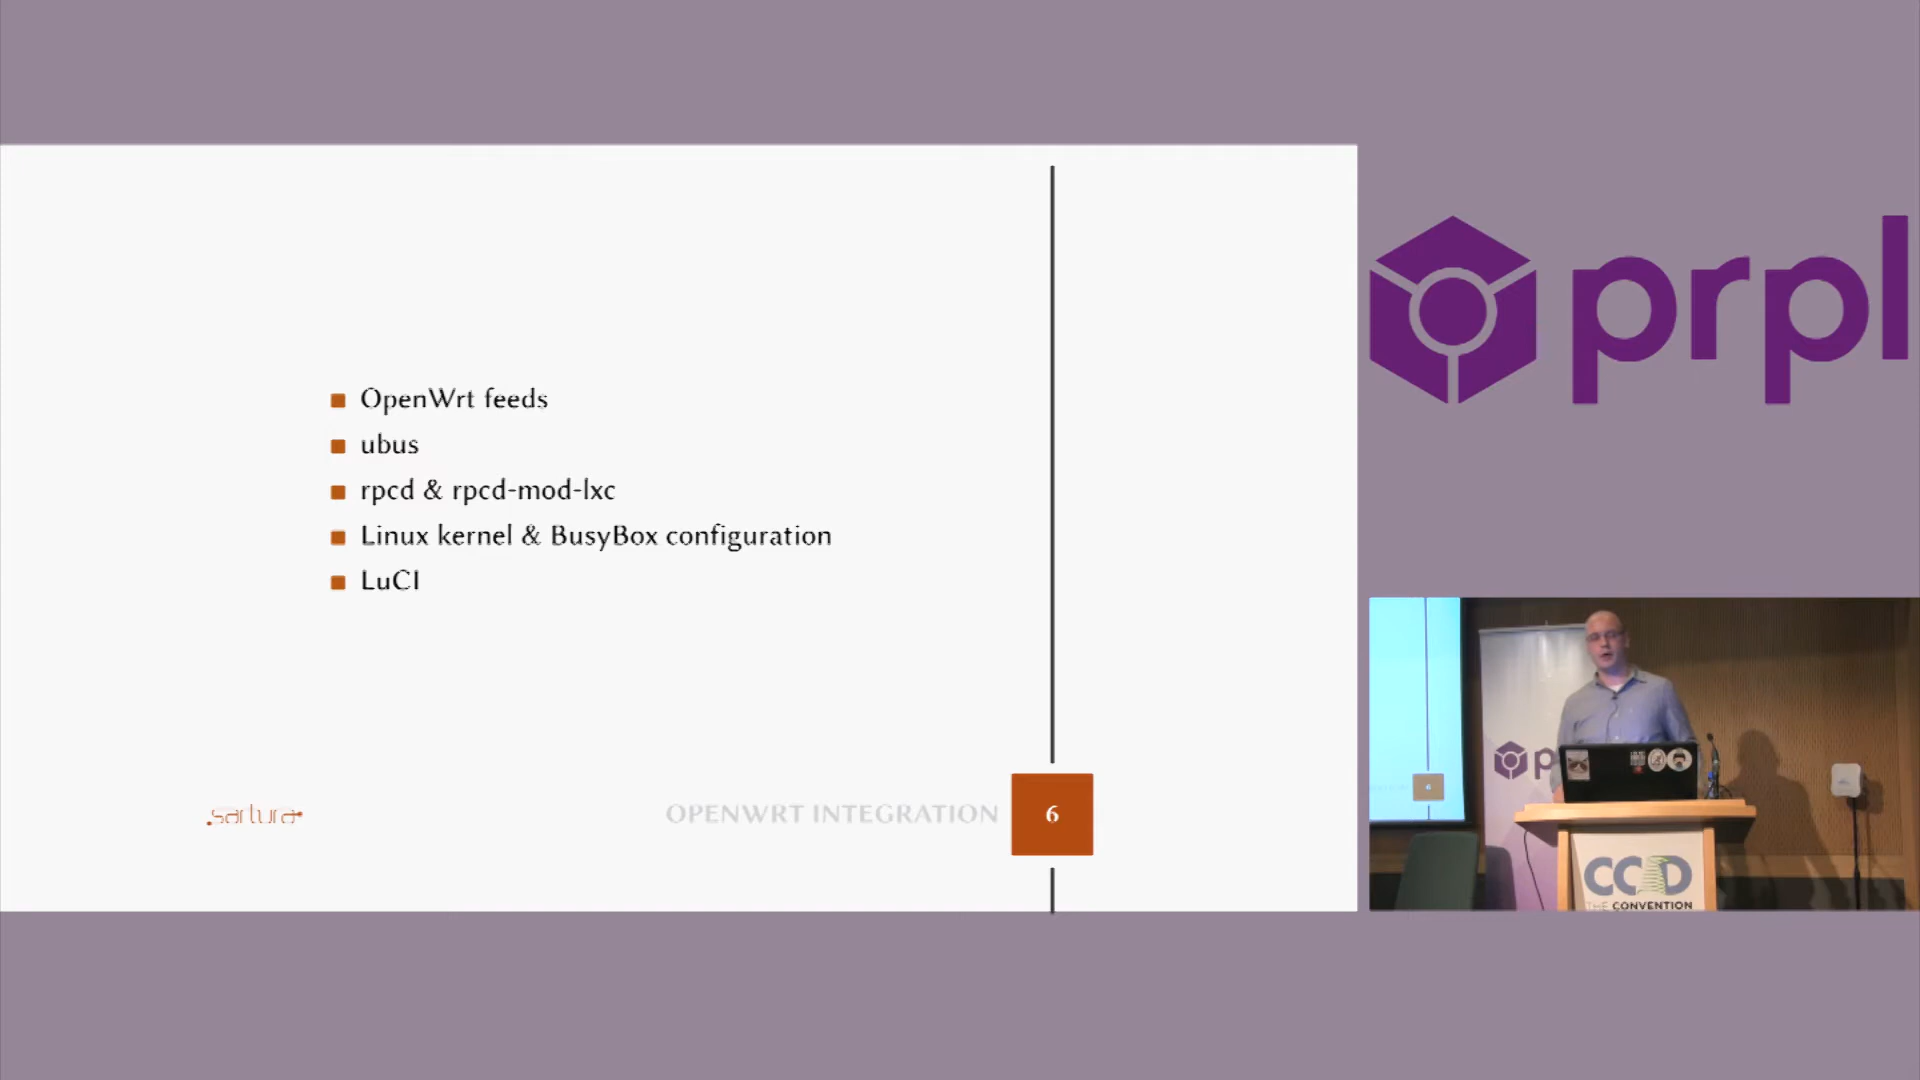 OpenWrt feeds
ubus
rpcd & rpcd-mod-lxc
Linux kernel & BusyBox configuration
LuCI
.sartura
OPENWRT INTEGRATION
6
prpl
6
p
CCD
THE CONVENTION